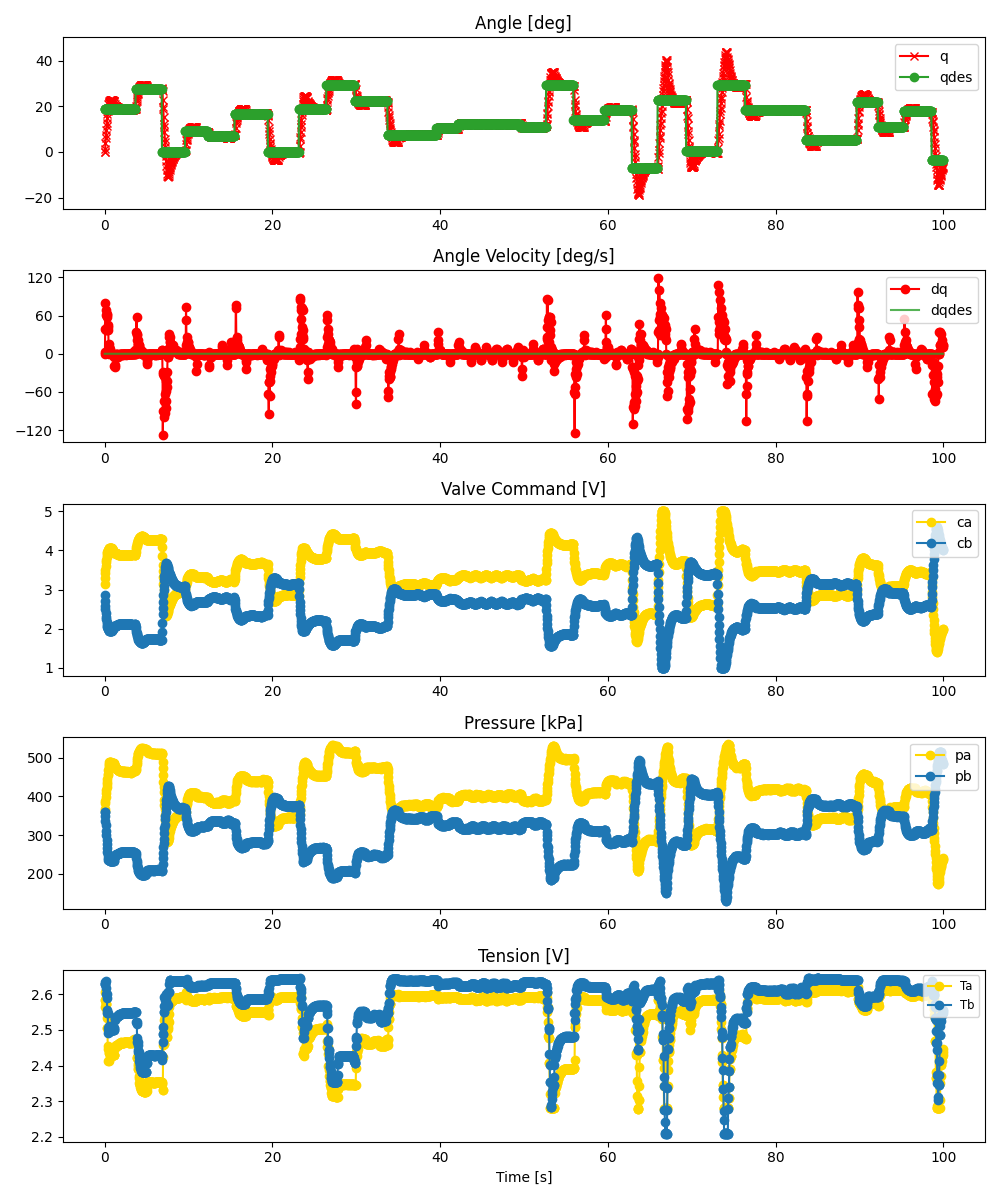 Angle [deg]
40
20
0
−20
q
qdes
0 20 40 60 80 100
Angle Velocity [deg/s]
120
60
0
−60
−120
dq
dqdes
0 20 40 60 80 100
Valve Command [V]
5
4
3
2
1
ca
cb
0 20 40 60 80 100
Pressure [kPa]
500
400
300
200
pa
pb
0 20 40 60 80 100
Tension [V]
2.6
2.5
2.4
2.3
2.2
Ta
Tb
0 20 40 60 80 100
Time [s]